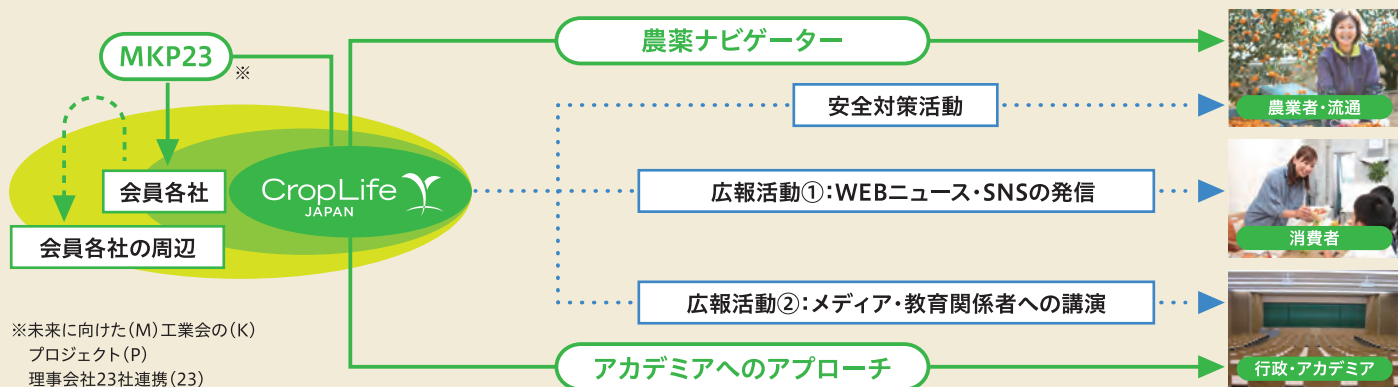 MKP23
※
農薬ナビゲーター
安全対策活動
農業者・流通
会員各社
CropLife
JAPAN
広報活動①：WEBニュース・SNSの発信
消費者
会員各社の周辺
広報活動②：メディア・教育関係者への講演
※未来に向けた（M）工業会の（K）
プロジェクト（P）
理事会社23社連携（23）
アカデミアへのアプローチ
行政・アカデミア